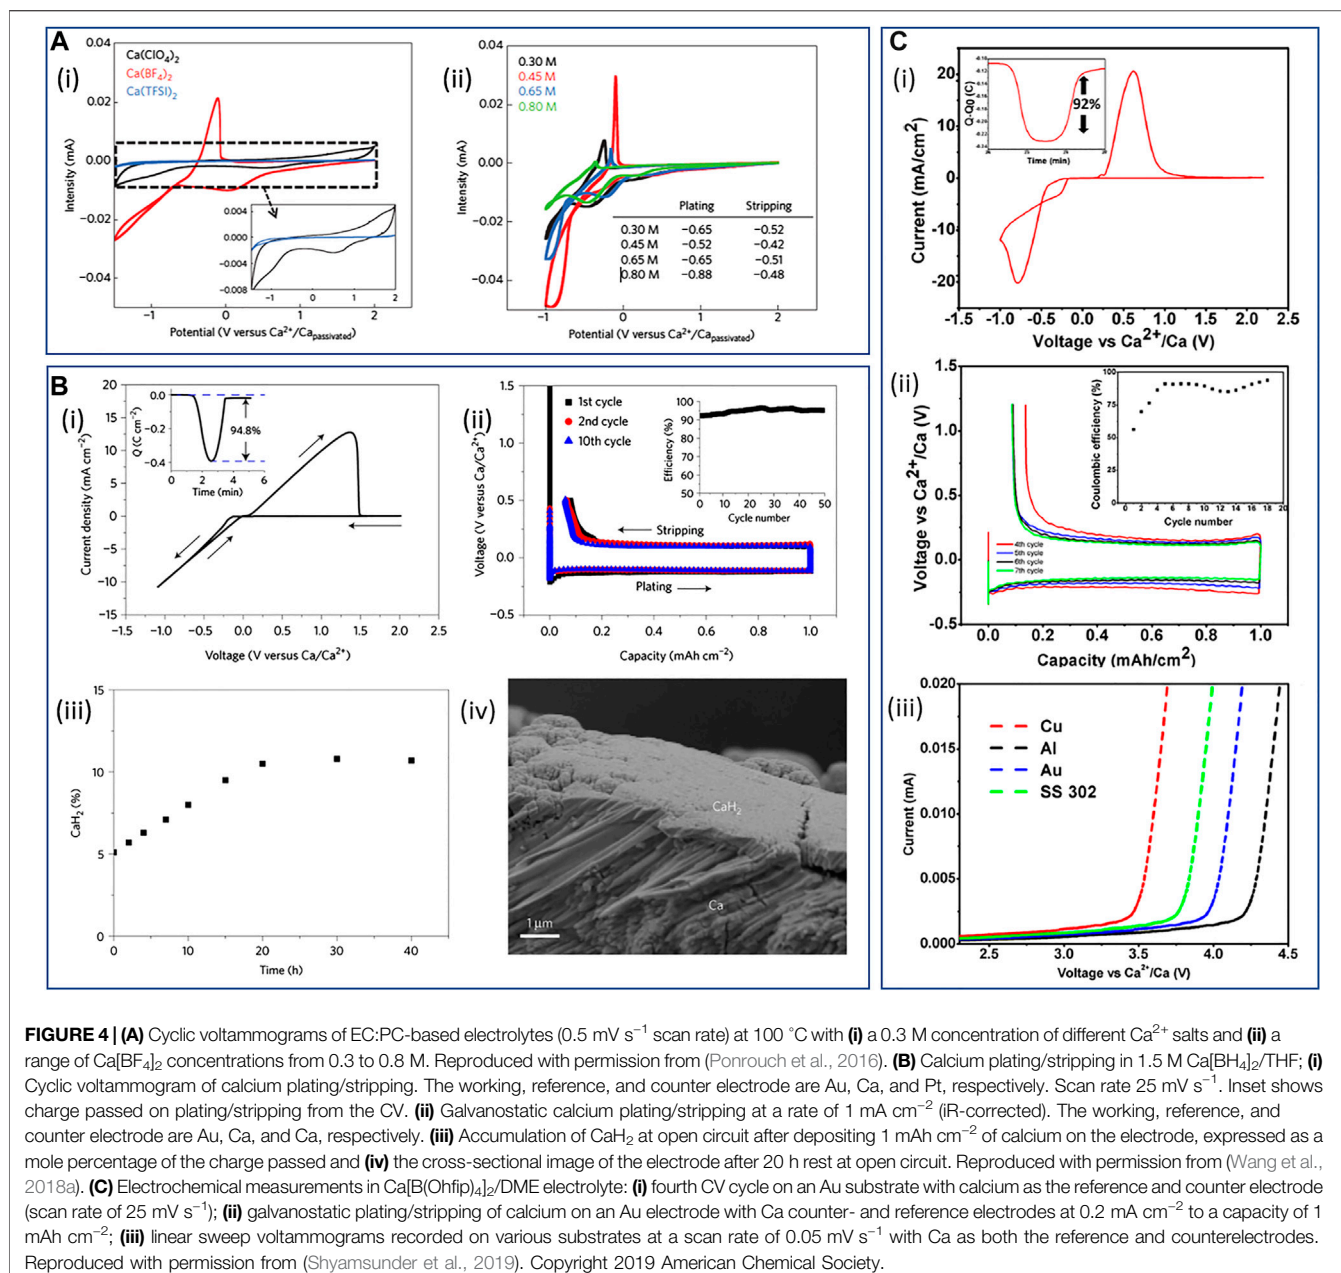 A
(i)
Ca(ClO₄)₂
Ca(BF₄)₂
Ca(TFSI)₂
0.04
0.02
0.00
−0.02
−0.04
Intensity (mA)
0.004
0.000
−0.004
−0.008
−1 0 1 2
−1 0 1 2
Potential (V versus Ca²⁺/Ca_passivated)
(ii)
0.30 M
0.45 M
0.65 M
0.80 M
0.04
0.02
0.00
−0.02
−0.04
Intensity (mA)
Plating Stripping
0.30 M −0.65 −0.52
0.45 M −0.52 −0.42
0.65 M −0.65 −0.51
0.80 M −0.88 −0.48
−1 0 1 2
Potential (V versus Ca²⁺/Ca_passivated)
B
(i)
20
15
10
5
0
−5
−10
−15
Current density (mA cm⁻²)
0.0
−0.2
−0.4
Q (C cm⁻²)
94.8%
0 2 4 6
Time (min)
−1.5 −1.0 −0.5 0.0 0.5 1.0 1.5 2.0 2.5
Voltage (V versus Ca/Ca²⁺)
(ii)
1.5
1.0
0.5
0.0
−0.5
Voltage (V versus Ca/Ca²⁺)
1st cycle
2nd cycle
10th cycle
100
90
80
70
60
50
Efficiency (%)
0 10 20 30 40 50
Cycle number
Stripping
Plating
0.0 0.2 0.4 0.6 0.8 1.0
Capacity (mAh cm⁻²)
(iii)
15
10
5
0
CaH₂ (%)
0 10 20 30 40
Time (h)
(iv)
CaH₂
Ca
1 μm
C
(i)
20
10
0
-10
-20
Current (mA/cm²)
Q-Q0 (C)
92%
Time (min)
-1.5 -1.0 -0.5 0.0 0.5 1.0 1.5 2.0 2.5
Voltage vs Ca²⁺/Ca (V)
(ii)
1.5
1.0
0.5
0.0
-0.5
Voltage vs Ca²⁺/Ca (V)
100
75
50
25
0
Coulombic efficiency (%)
0 2 4 6 8 10 12 14 16 18 20
Cycle number
4th cycle
5th cycle
6th cycle
7th cycle
0.0 0.2 0.4 0.6 0.8 1.0
Capacity (mAh/cm²)
(iii)
0.020
0.015
0.010
0.005
0.000
Current (mA)
Cu
Al
Au
SS 302
2.5 3.0 3.5 4.0 4.5
Voltage vs Ca²⁺/Ca (V)
FIGURE 4 | (A) Cyclic voltammograms of EC:PC-based electrolytes (0.5 mV s⁻¹ scan rate) at 100 °C with (i) a 0.3 M concentration of different Ca²⁺ salts and (ii) a
range of Ca[BF₄]₂ concentrations from 0.3 to 0.8 M. Reproduced with permission from (Ponrouch et al., 2016). (B) Calcium plating/stripping in 1.5 M Ca[BH₄]₂/THF; (i)
Cyclic voltammogram of calcium plating/stripping. The working, reference, and counter electrode are Au, Ca, and Pt, respectively. Scan rate 25 mV s⁻¹. Inset shows
charge passed on plating/stripping from the CV. (ii) Galvanostatic calcium plating/stripping at a rate of 1 mA cm⁻² (iR-corrected). The working, reference, and
counter electrode are Au, Ca, and Ca, respectively. (iii) Accumulation of CaH₂ at open circuit after depositing 1 mAh cm⁻² of calcium on the electrode, expressed as a
mole percentage of the charge passed and (iv) the cross-sectional image of the electrode after 20 h rest at open circuit. Reproduced with permission from (Wang et al.,
2018a). (C) Electrochemical measurements in Ca[B(Ohfip)₄]₂/DME electrolyte: (i) fourth CV cycle on an Au substrate with calcium as the reference and counter electrode
(scan rate of 25 mV s⁻¹); (ii) galvanostatic plating/stripping of calcium on an Au electrode with Ca counter- and reference electrodes at 0.2 mA cm⁻² to a capacity of 1
mAh cm⁻²; (iii) linear sweep voltammograms recorded on various substrates at a scan rate of 0.05 mV s⁻¹ with Ca as both the reference and counterelectrodes.
Reproduced with permission from (Shyamsunder et al., 2019). Copyright 2019 American Chemical Society.